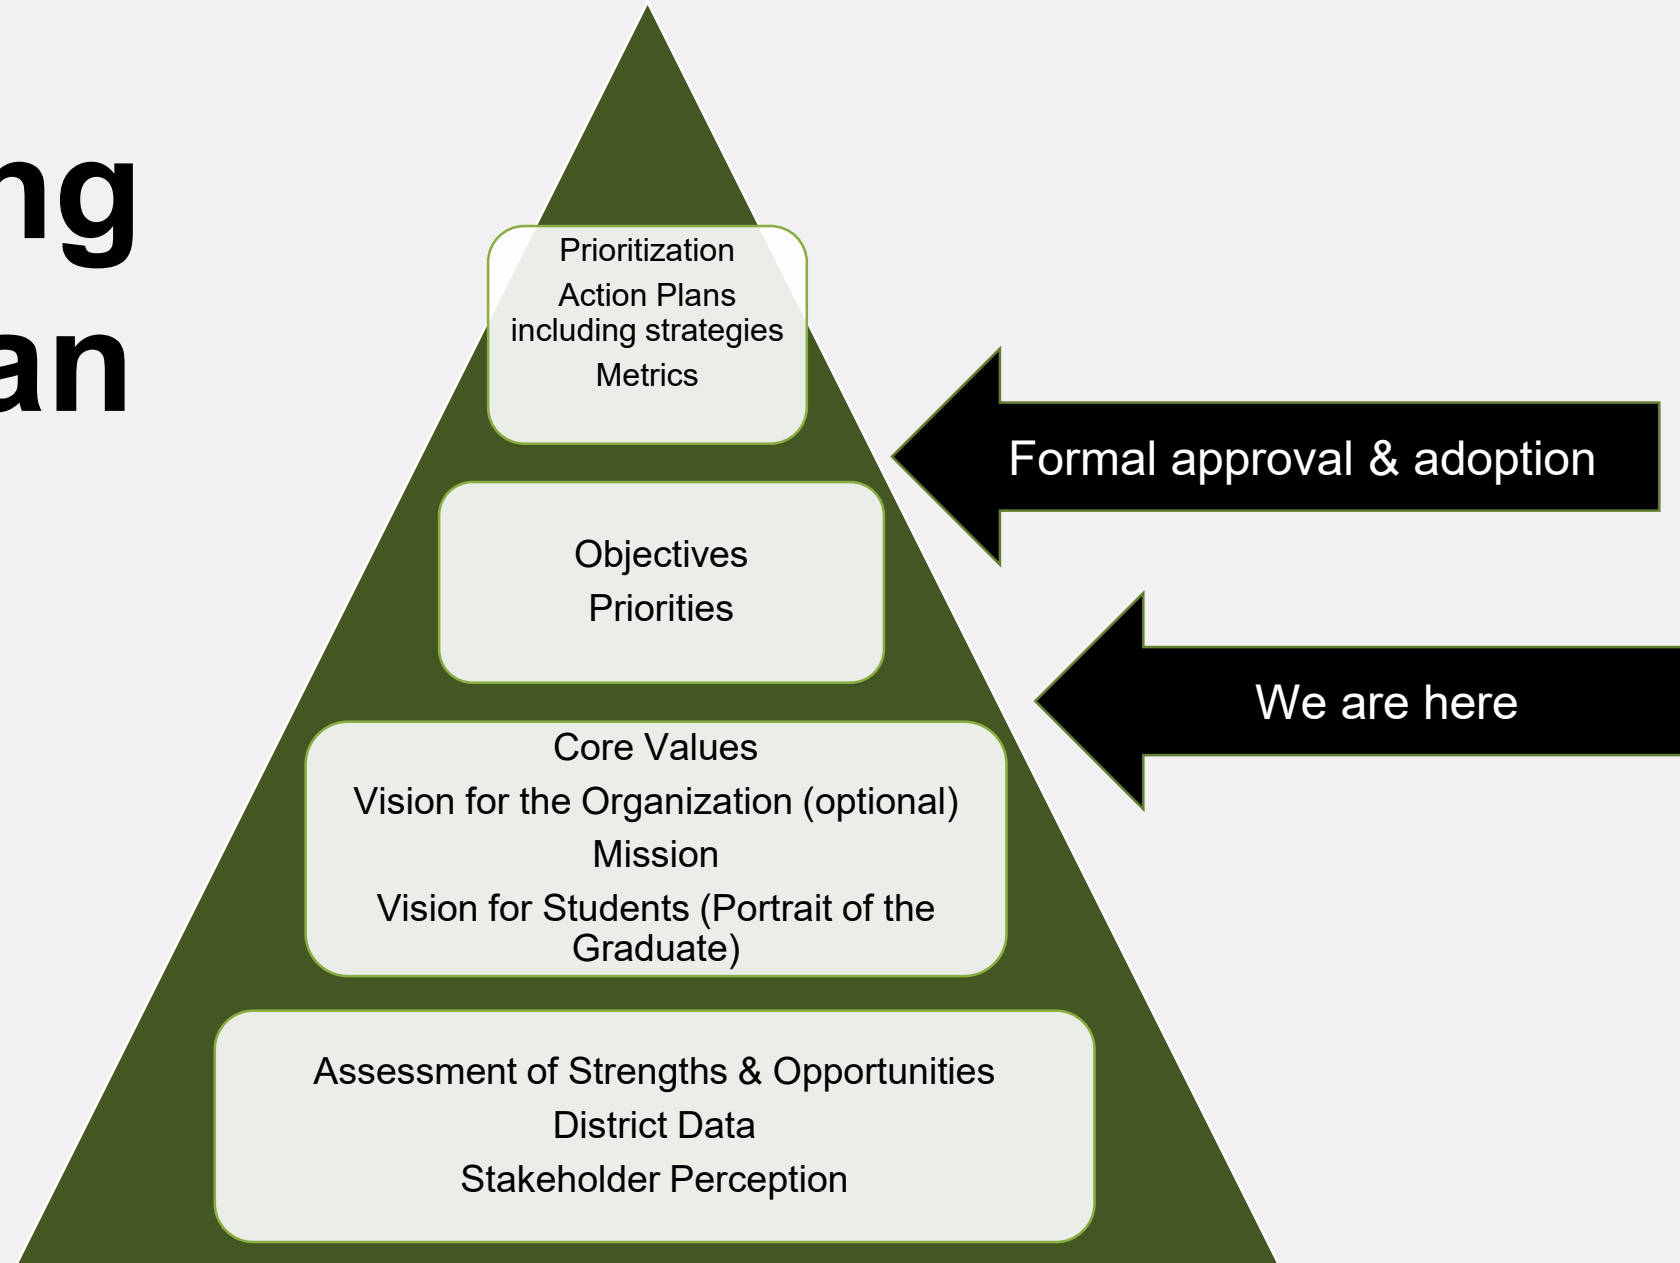 ng
an
Prioritization
Action Plans
including strategies
Metrics
Formal approval & adoption
Objectives
Priorities
We are here
Core Values
Vision for the Organization (optional)
Mission
Vision for Students (Portrait of the
Graduate)
Assessment of Strengths & Opportunities
District Data
Stakeholder Perception